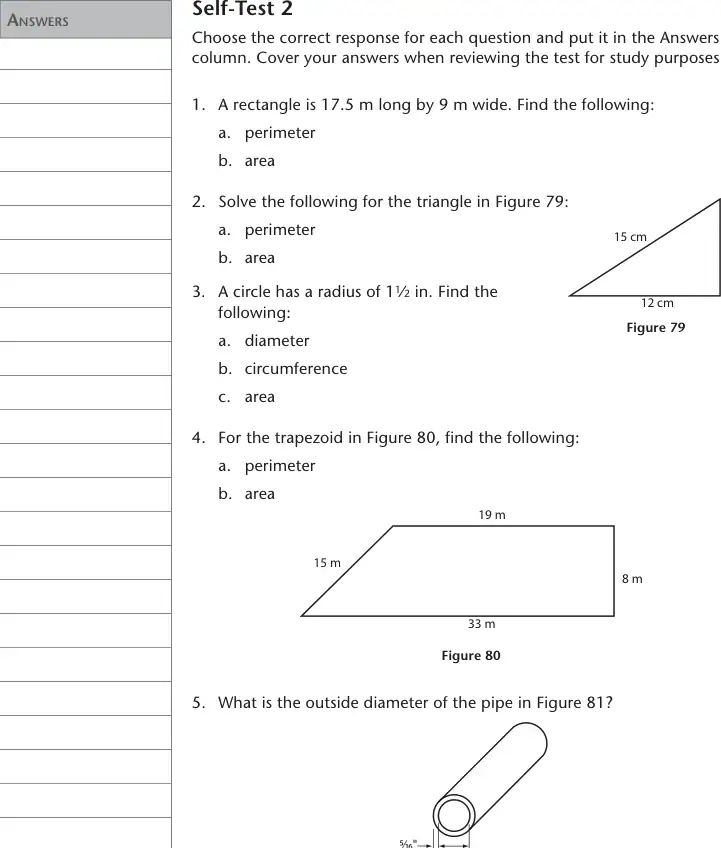 ANSWERS
Self-Test 2
Choose the correct response for each question and put it in the Answers
column. Cover your answers when reviewing the test for study purposes
1. A rectangle is 17.5 m long by 9 m wide. Find the following:
a. perimeter
b. area
2. Solve the following for the triangle in Figure 79:
a. perimeter
b. area
15 cm
12 cm
Figure 79
3. A circle has a radius of 1½ in. Find the
following:
a. diameter
b. circumference
c. area
4. For the trapezoid in Figure 80, find the following:
a. perimeter
b. area
19 m
15 m
8 m
33 m
Figure 80
5. What is the outside diameter of the pipe in Figure 81?
5⁄16"